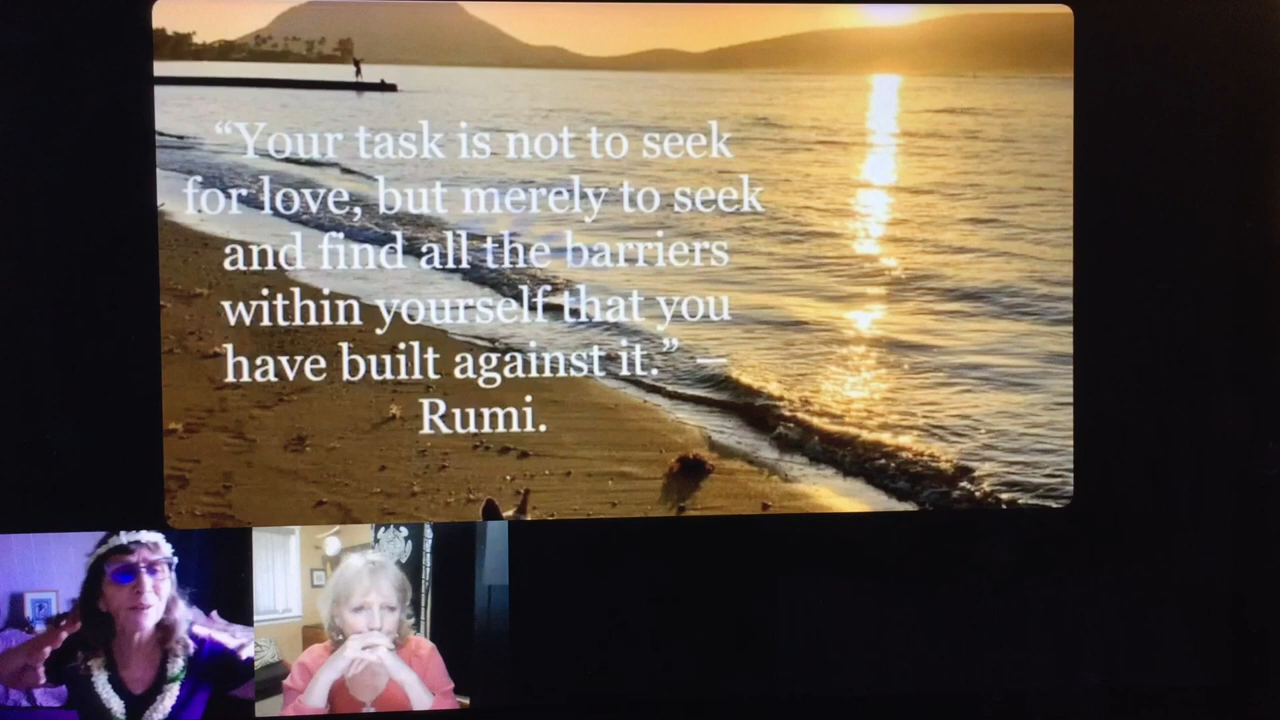 “Your task is not to seek
for love, but merely to seek
and find all the barriers
within yourself that you
have built against it.” –
Rumi.